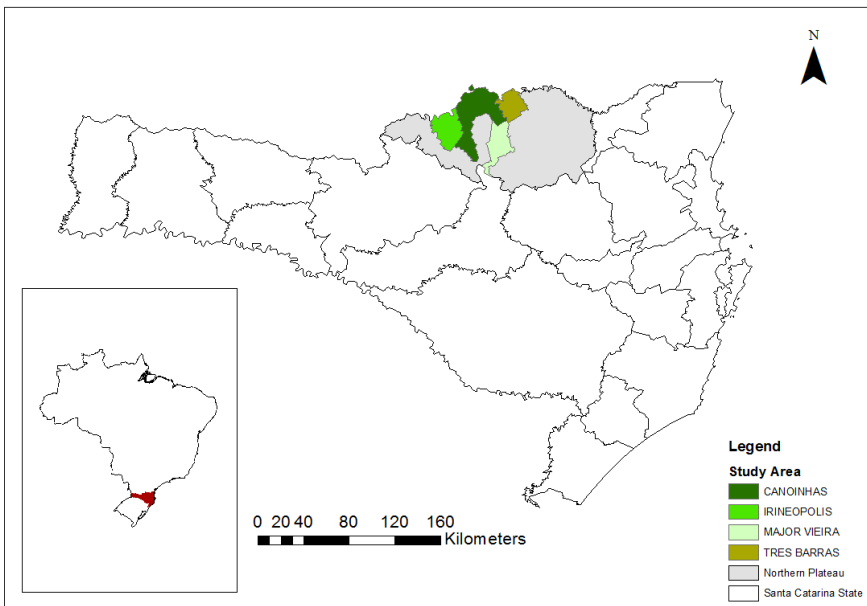 N
0 20 40 80 120 160
Kilometers
Legend
Study Area
CANOINHAS
IRINEOPOLIS
MAJOR VIEIRA
TRES BARRAS
Northern Plateau
Santa Catarina State